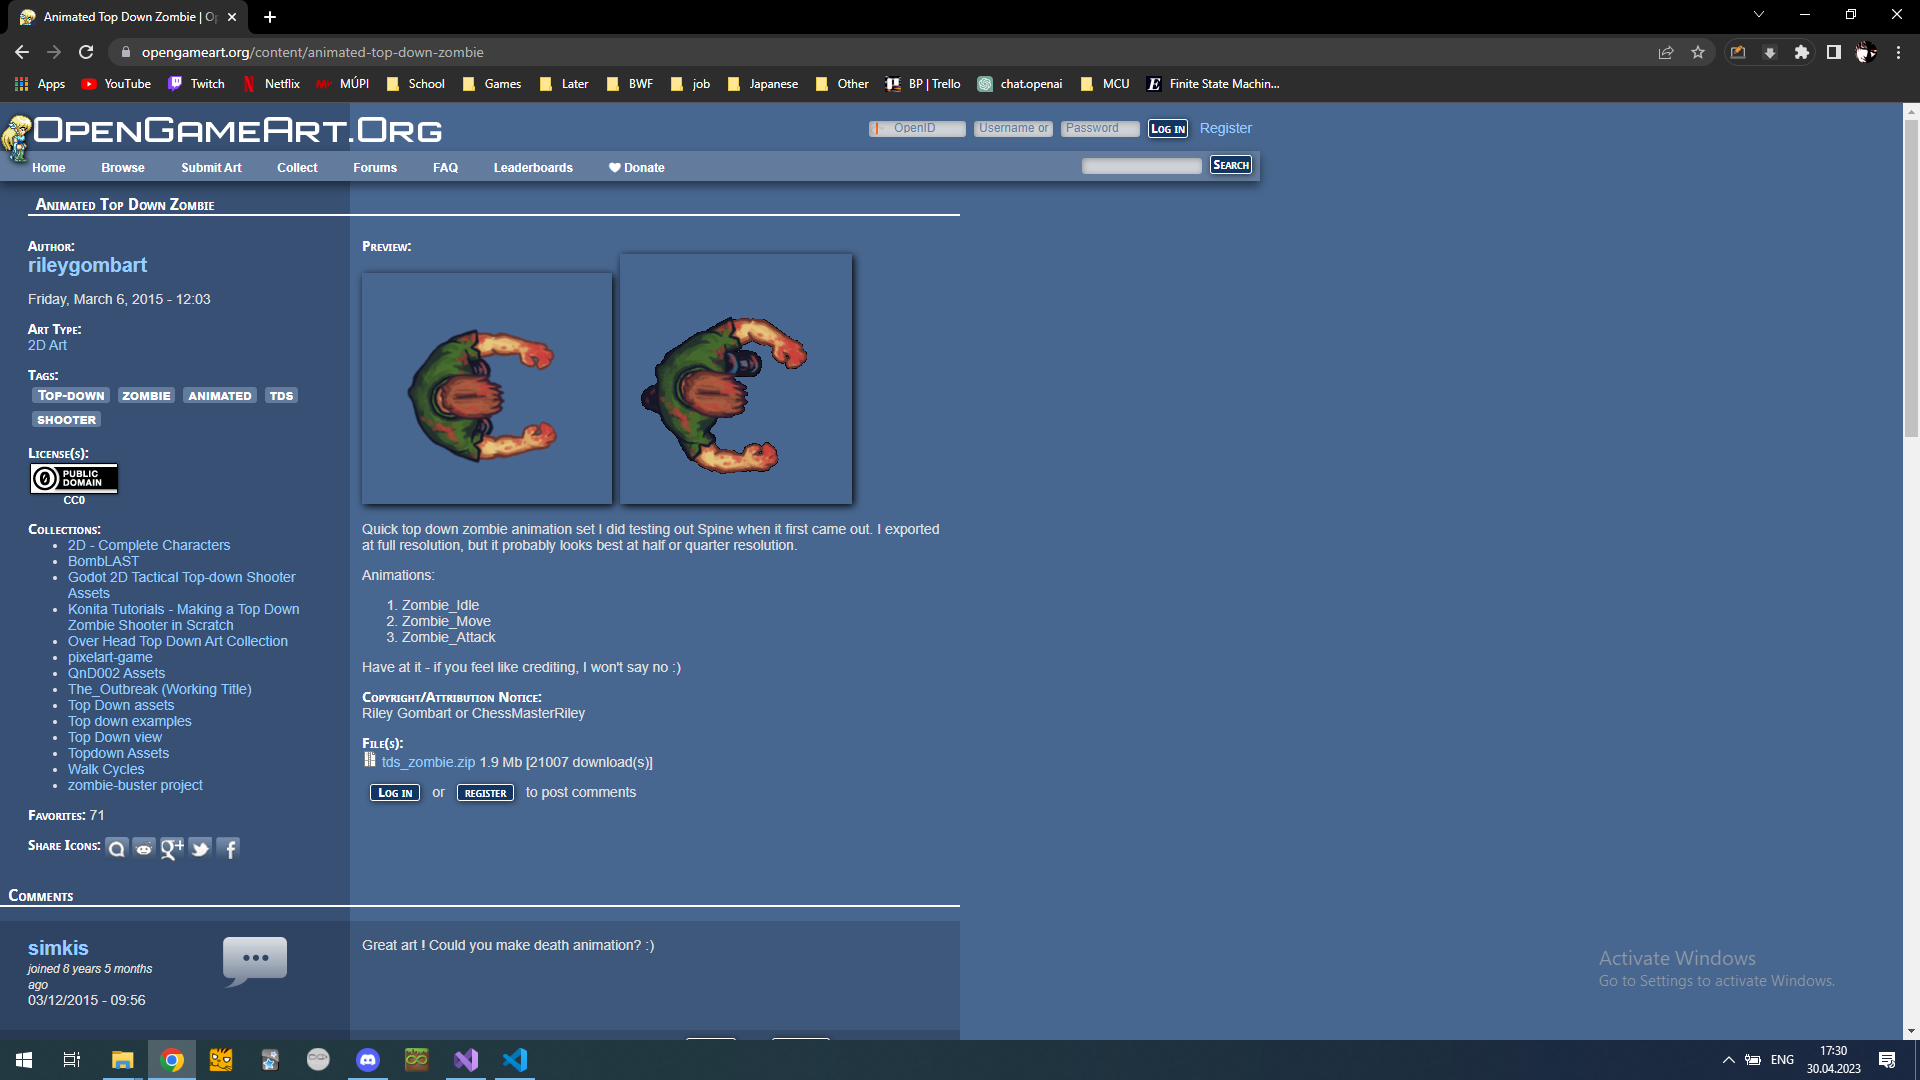 Animated Top Down Zombie | Op
opengameart.org/content/animated-top-down-zombie
Apps YouTube Twitch Netflix MÚPI School Games Later BWF job Japanese Other BP | Trello chat.openai MCU Finite State Machin...
OpenGameArt.Org
OpenID Username or Password Log in Register
Home Browse Submit Art Collect Forums FAQ Leaderboards Donate Search
Animated Top Down Zombie
Author:
rileygombart
Friday, March 6, 2015 - 12:03
Art Type:
2D Art
Tags:
Top-down zombie animated tds
shooter
License(s):
PUBLIC
DOMAIN
CC0
Collections:
2D - Complete Characters
BombLAST
Godot 2D Tactical Top-down Shooter
Assets
Konita Tutorials - Making a Top Down
Zombie Shooter in Scratch
Over Head Top Down Art Collection
pixelart-game
QnD002 Assets
The_Outbreak (Working Title)
Top Down assets
Top down examples
Top Down view
Topdown Assets
Walk Cycles
zombie-buster project
Favorites: 71
Share Icons:
Preview:
Quick top down zombie animation set I did testing out Spine when it first came out. I exported
at full resolution, but it probably looks best at half or quarter resolution.
Animations:
1. Zombie_Idle
2. Zombie_Move
3. Zombie_Attack
Have at it - if you feel like crediting, I won't say no :)
Copyright/Attribution Notice:
Riley Gombart or ChessMasterRiley
File(s):
tds_zombie.zip 1.9 Mb [21007 download(s)]
Log in or register to post comments
Comments
simkis
joined 8 years 5 months
ago
03/12/2015 - 09:56
Great art ! Could you make death animation? :)
Activate Windows
Go to Settings to activate Windows.
ENG
17:30
30.04.2023